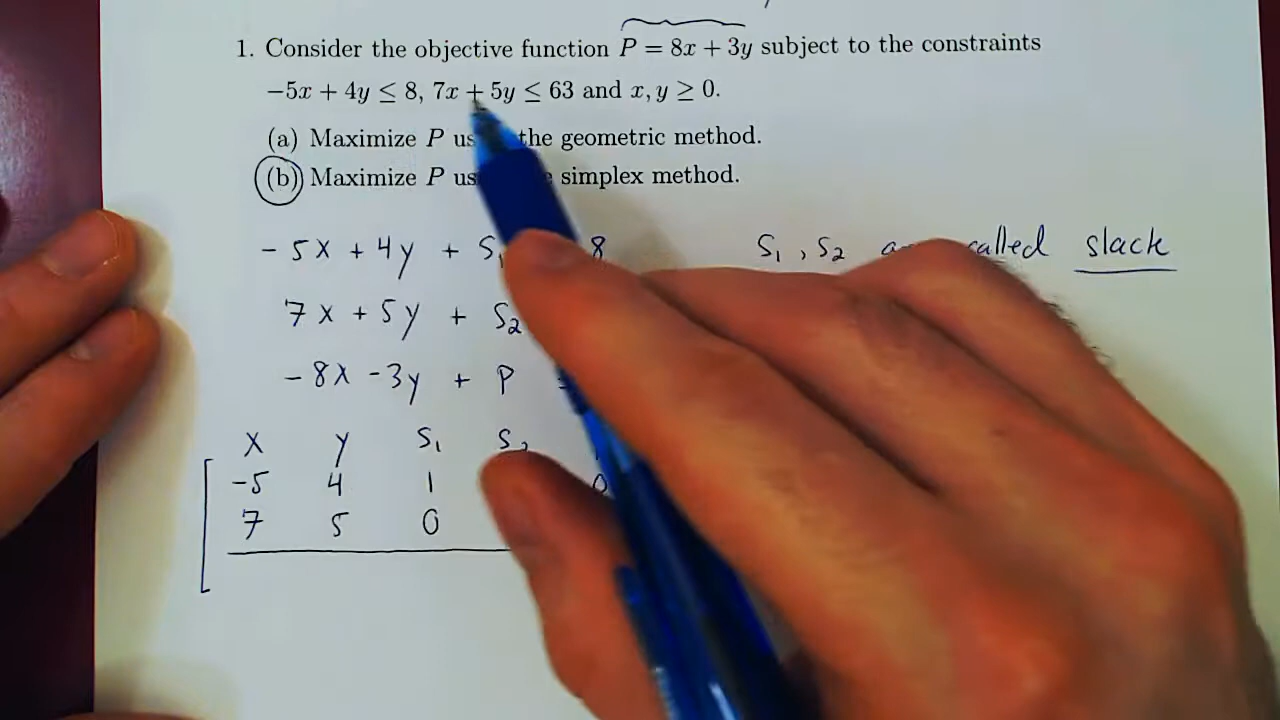 1. Consider the objective function P = 8x + 3y subject to the constraints
−5x + 4y ≤ 8, 7x + 5y ≤ 63 and x, y ≥ 0.
(a) Maximize P us the geometric method.
(b) Maximize P us simplex method.
- 5x + 4y + S 8
S₁ , S₂ called slack
7x + 5y + S₂
- 8x - 3y + P
x y S₁ S₂
-5 4 1 0
7 5 0